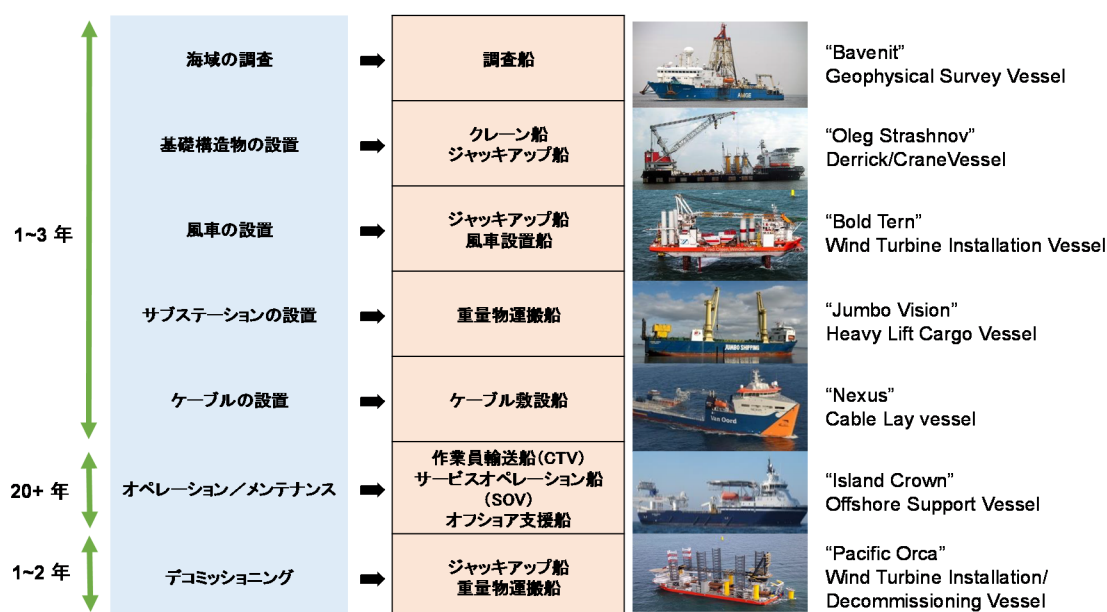 1~3 年
海域の調査
調査船
“Bavenit”
Geophysical Survey Vessel
基礎構造物の設置
クレーン船
ジャッキアップ船
“Oleg Strashnov”
Derrick/CraneVessel
風車の設置
ジャッキアップ船
風車設置船
“Bold Tern”
Wind Turbine Installation Vessel
サブステーションの設置
重量物運搬船
JUMBO SHIPPING
“Jumbo Vision”
Heavy Lift Cargo Vessel
ケーブルの設置
ケーブル敷設船
Van Oord
“Nexus”
Cable Lay vessel
20+ 年
オペレーション／メンテナンス
作業員輸送船(CTV)
サービスオペレーション船
(SOV)
オフショア支援船
“Island Crown”
Offshore Support Vessel
1~2 年
デコミッショニング
ジャッキアップ船
重量物運搬船
“Pacific Orca”
Wind Turbine Installation/
Decommissioning Vessel